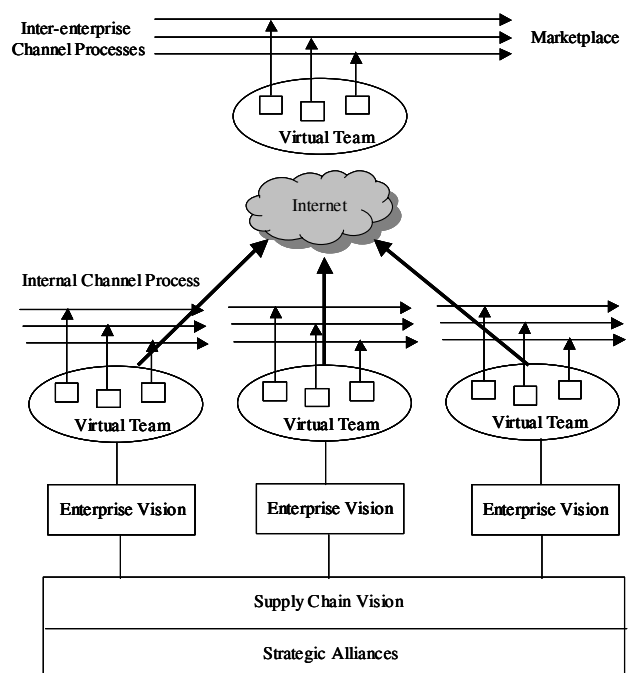 Inter-enterprise
Channel Processes
Marketplace
Virtual Team
Internet
Internal Channel Process
Virtual Team
Virtual Team
Virtual Team
Enterprise Vision
Enterprise Vision
Enterprise Vision
Supply Chain Vision
Strategic Alliances